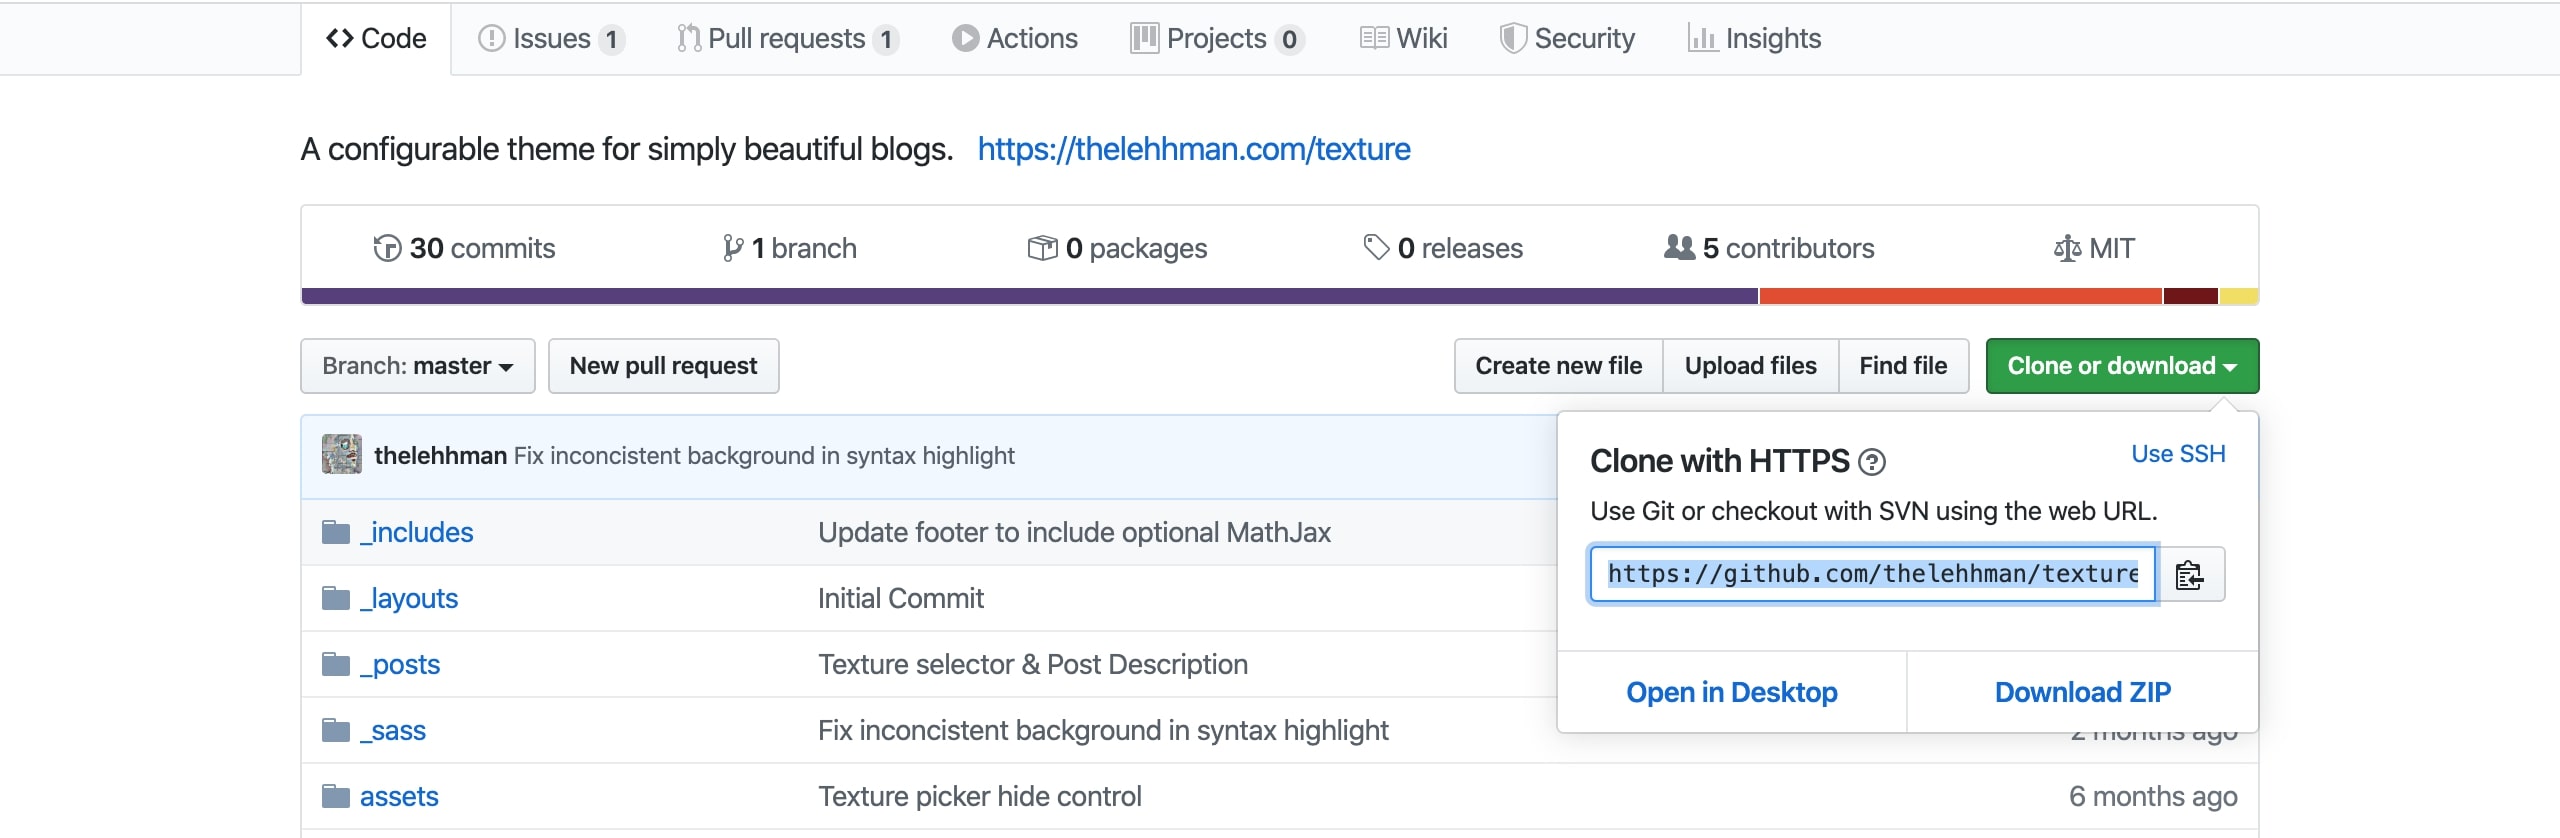 Code Issues 1 Pull requests 1 Actions Projects 0 Wiki Security Insights
A configurable theme for simply beautiful blogs. https://thelehhman.com/texture
30 commits 1 branch 0 packages 0 releases 5 contributors MIT
Branch: master New pull request Create new file Upload files Find file Clone or download
thelehhman Fix inconcistent background in syntax highlight
Clone with HTTPS ? Use SSH
Use Git or checkout with SVN using the web URL.
https://github.com/thelehhman/texture
Open in Desktop Download ZIP
_includes Update footer to include optional MathJax
_layouts Initial Commit
_posts Texture selector & Post Description
_sass Fix inconcistent background in syntax highlight 2 months ago
assets Texture picker hide control 6 months ago